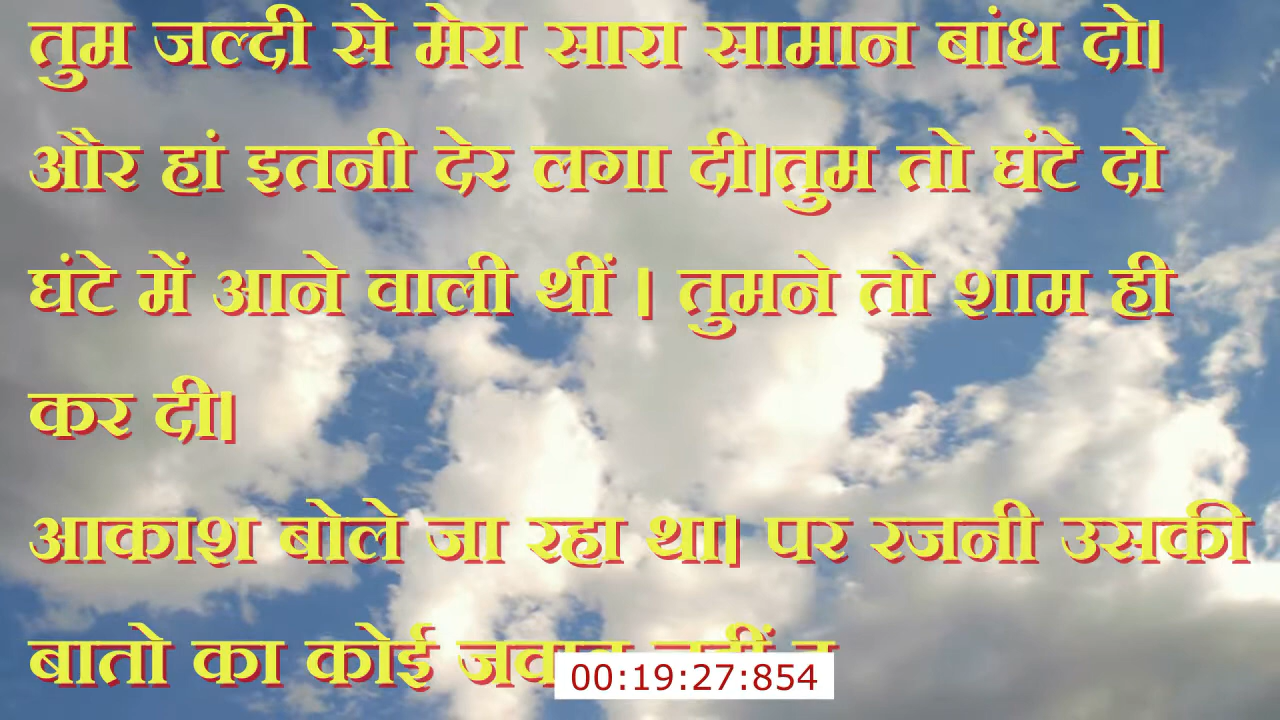 तुम जल्दी से मेरा सारा सामान बांध दो।
और हां इतनी देर लगा दी।तुम तो घंटे दो
घंटे में आने वाली थीं । तुमने तो शाम ही
कर दी।
आकाश बोले जा रहा था। पर रजनी उसकी
बातो का कोई
00:19:27:854